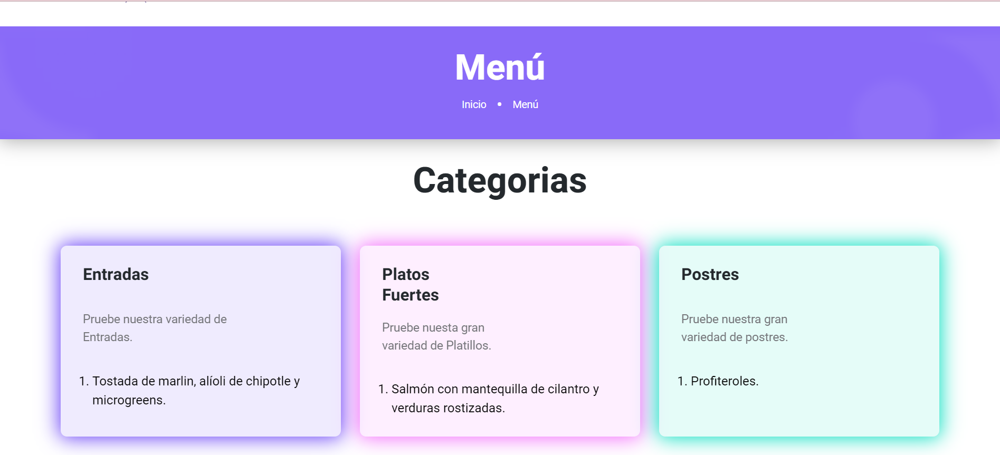 Menú
Inicio • Menú
Categorias
Entradas
Pruebe nuestra variedad de
Entradas.
1. Tostada de marlin, alíoli de chipotle y
microgreens.
Platos
Fuertes
Pruebe nuesta gran
variedad de Platillos.
1. Salmón con mantequilla de cilantro y
verduras rostizadas.
Postres
Pruebe nuestra gran
variedad de postres.
1. Profiteroles.